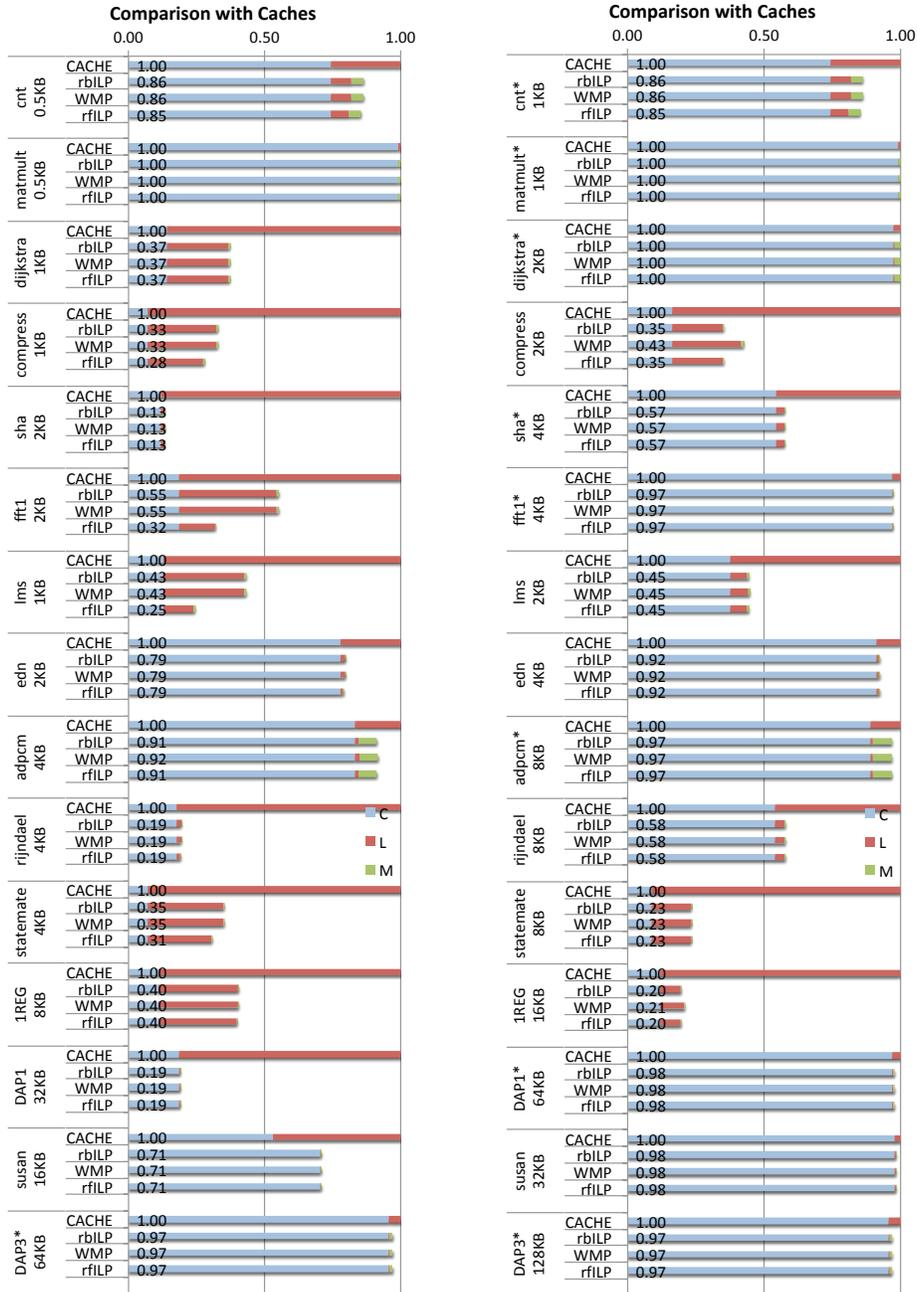 Comparison with Caches
0.00 0.50 1.00
cnt
0.5KB
CACHE 1.00
rbILP 0.86
WMP 0.86
rfILP 0.85
matmult
0.5KB
CACHE 1.00
rbILP 1.00
WMP 1.00
rfILP 1.00
dijkstra
1KB
CACHE 1.00
rbILP 0.37
WMP 0.37
rfILP 0.37
compress
1KB
CACHE 1.00
rbILP 0.33
WMP 0.33
rfILP 0.28
sha
2KB
CACHE 1.00
rbILP 0.13
WMP 0.13
rfILP 0.13
fft1
2KB
CACHE 1.00
rbILP 0.55
WMP 0.55
rfILP 0.32
lms
1KB
CACHE 1.00
rbILP 0.43
WMP 0.43
rfILP 0.25
edn
2KB
CACHE 1.00
rbILP 0.79
WMP 0.79
rfILP 0.79
adpcm
4KB
CACHE 1.00
rbILP 0.91
WMP 0.92
rfILP 0.91
rijndael
4KB
CACHE 1.00
rbILP 0.19
WMP 0.19
rfILP 0.19
C
L
M
statemate
4KB
CACHE 1.00
rbILP 0.35
WMP 0.35
rfILP 0.31
1REG
8KB
CACHE 1.00
rbILP 0.40
WMP 0.40
rfILP 0.40
DAP1
32KB
CACHE 1.00
rbILP 0.19
WMP 0.19
rfILP 0.19
susan
16KB
CACHE 1.00
rbILP 0.71
WMP 0.71
rfILP 0.71
DAP3*
64KB
CACHE 1.00
rbILP 0.97
WMP 0.97
rfILP 0.97
Comparison with Caches
0.00 0.50 1.00
cnt*
1KB
CACHE 1.00
rbILP 0.86
WMP 0.86
rfILP 0.85
matmult*
1KB
CACHE 1.00
rbILP 1.00
WMP 1.00
rfILP 1.00
dijkstra*
2KB
CACHE 1.00
rbILP 1.00
WMP 1.00
rfILP 1.00
compress
2KB
CACHE 1.00
rbILP 0.35
WMP 0.43
rfILP 0.35
sha*
4KB
CACHE 1.00
rbILP 0.57
WMP 0.57
rfILP 0.57
fft1*
4KB
CACHE 1.00
rbILP 0.97
WMP 0.97
rfILP 0.97
lms
2KB
CACHE 1.00
rbILP 0.45
WMP 0.45
rfILP 0.45
edn
4KB
CACHE 1.00
rbILP 0.92
WMP 0.92
rfILP 0.92
adpcm*
8KB
CACHE 1.00
rbILP 0.97
WMP 0.97
rfILP 0.97
rijndael
8KB
CACHE 1.00
rbILP 0.58
WMP 0.58
rfILP 0.58
C
L
M
statemate
8KB
CACHE 1.00
rbILP 0.23
WMP 0.23
rfILP 0.23
1REG
16KB
CACHE 1.00
rbILP 0.20
WMP 0.21
rfILP 0.20
DAP1*
64KB
CACHE 1.00
rbILP 0.98
WMP 0.98
rfILP 0.98
susan
32KB
CACHE 1.00
rbILP 0.98
WMP 0.98
rfILP 0.98
DAP3*
128KB
CACHE 1.00
rbILP 0.97
WMP 0.97
rfILP 0.97